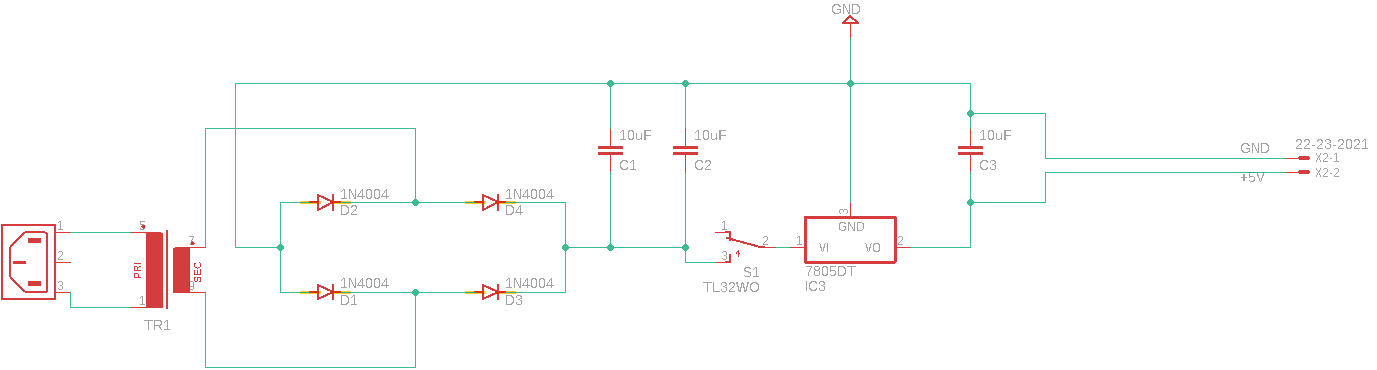 GND
10uF
C1
10uF
C2
10uF
C3
GND
+5V
22-23-2021
X2-1
X2-2
1N4004
D2
1N4004
D4
1N4004
D1
1N4004
D3
1
2
3
5
1
PRI
7
9
SEC
TR1
1
2
3
4
S1
TL32WO
1
VI
3
GND
VO
2
7805DT
IC3